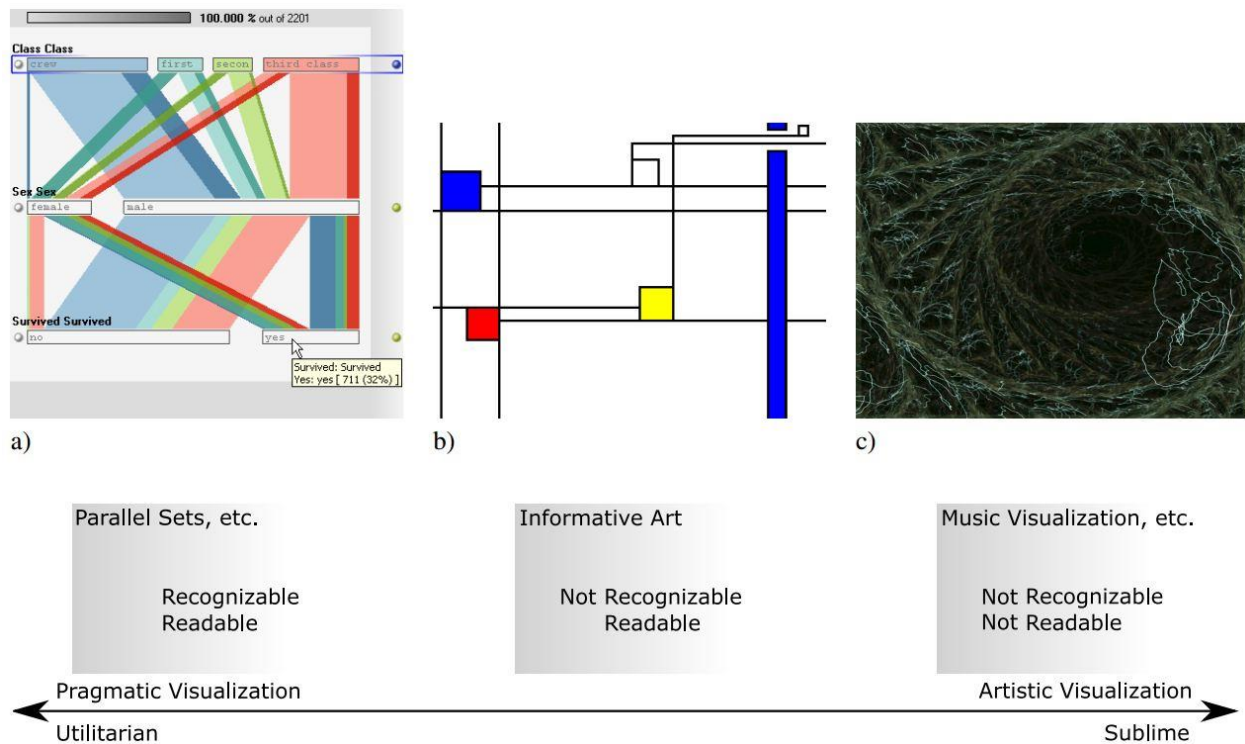 100.000 % out of 2201
Class Class
crew first secon third class
Sex Sex
female male
Survived Survived
no yes
Survived: Survived
Yes: yes [ 711 (32%) ]
a) b) c)
Parallel Sets, etc. Informative Art Music Visualization, etc.
Recognizable Not Recognizable Not Recognizable
Readable Readable Not Readable
Pragmatic Visualization Artistic Visualization
Utilitarian Sublime